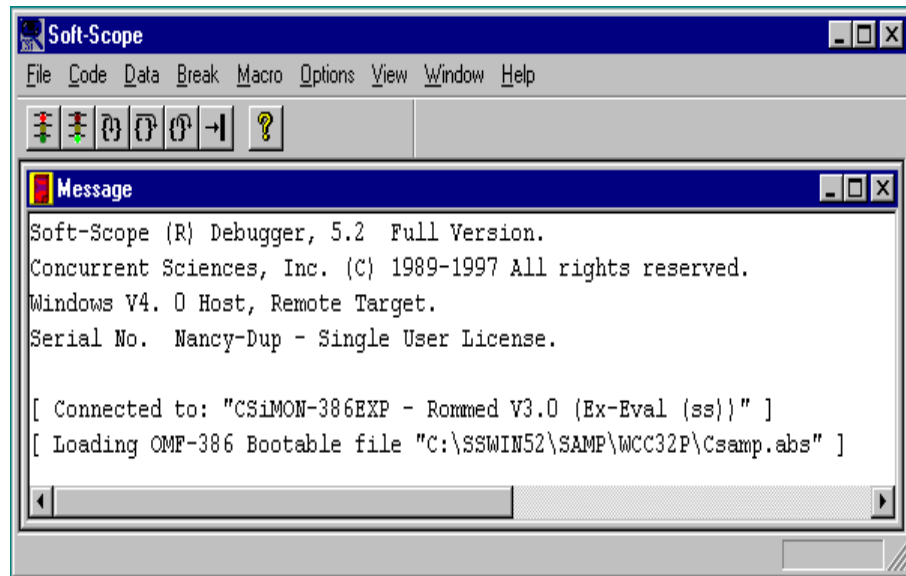 Soft-Scope
File Code Data Break Macro Options View Window Help
Message
Soft-Scope (R) Debugger, 5.2 Full Version.
Concurrent Sciences, Inc. (C) 1989-1997 All rights reserved.
Windows V4. 0 Host, Remote Target.
Serial No. Nancy-Dup - Single User License.
[ Connected to: "CSiMON-386EXP - Rommed V3.0 (Ex-Eval (ss))" ]
[ Loading OMF-386 Bootable file "C:\SSWIN52\SAMP\WCC32P\Csamp.abs" ]